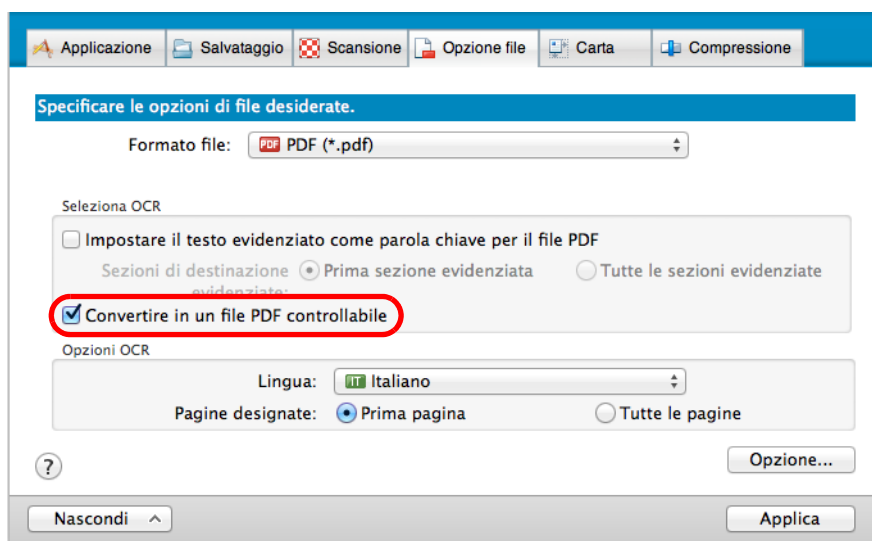 Applicazione Salvataggio Scansione Opzione file Carta Compressione
Specificare le opzioni di file desiderate.
Formato file: PDF PDF (*.pdf)
Seleziona OCR
Impostare il testo evidenziato come parola chiave per il file PDF
Sezioni di destinazione Prima sezione evidenziata Tutte le sezioni evidenziate
evidenziate:
Convertire in un file PDF controllabile
Opzioni OCR
Lingua: IT Italiano
Pagine designate: Prima pagina Tutte le pagine
? Opzione...
Nascondi Applica